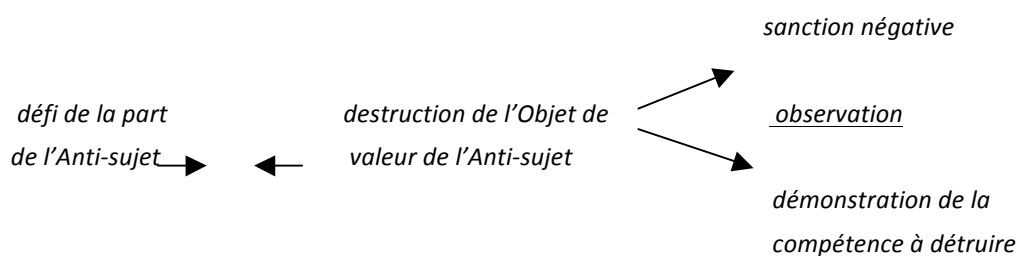 sanction négative
défi de la part
de l’Anti-sujet
destruction de l’Objet de
valeur de l’Anti-sujet
observation
démonstration de la
compétence à détruire